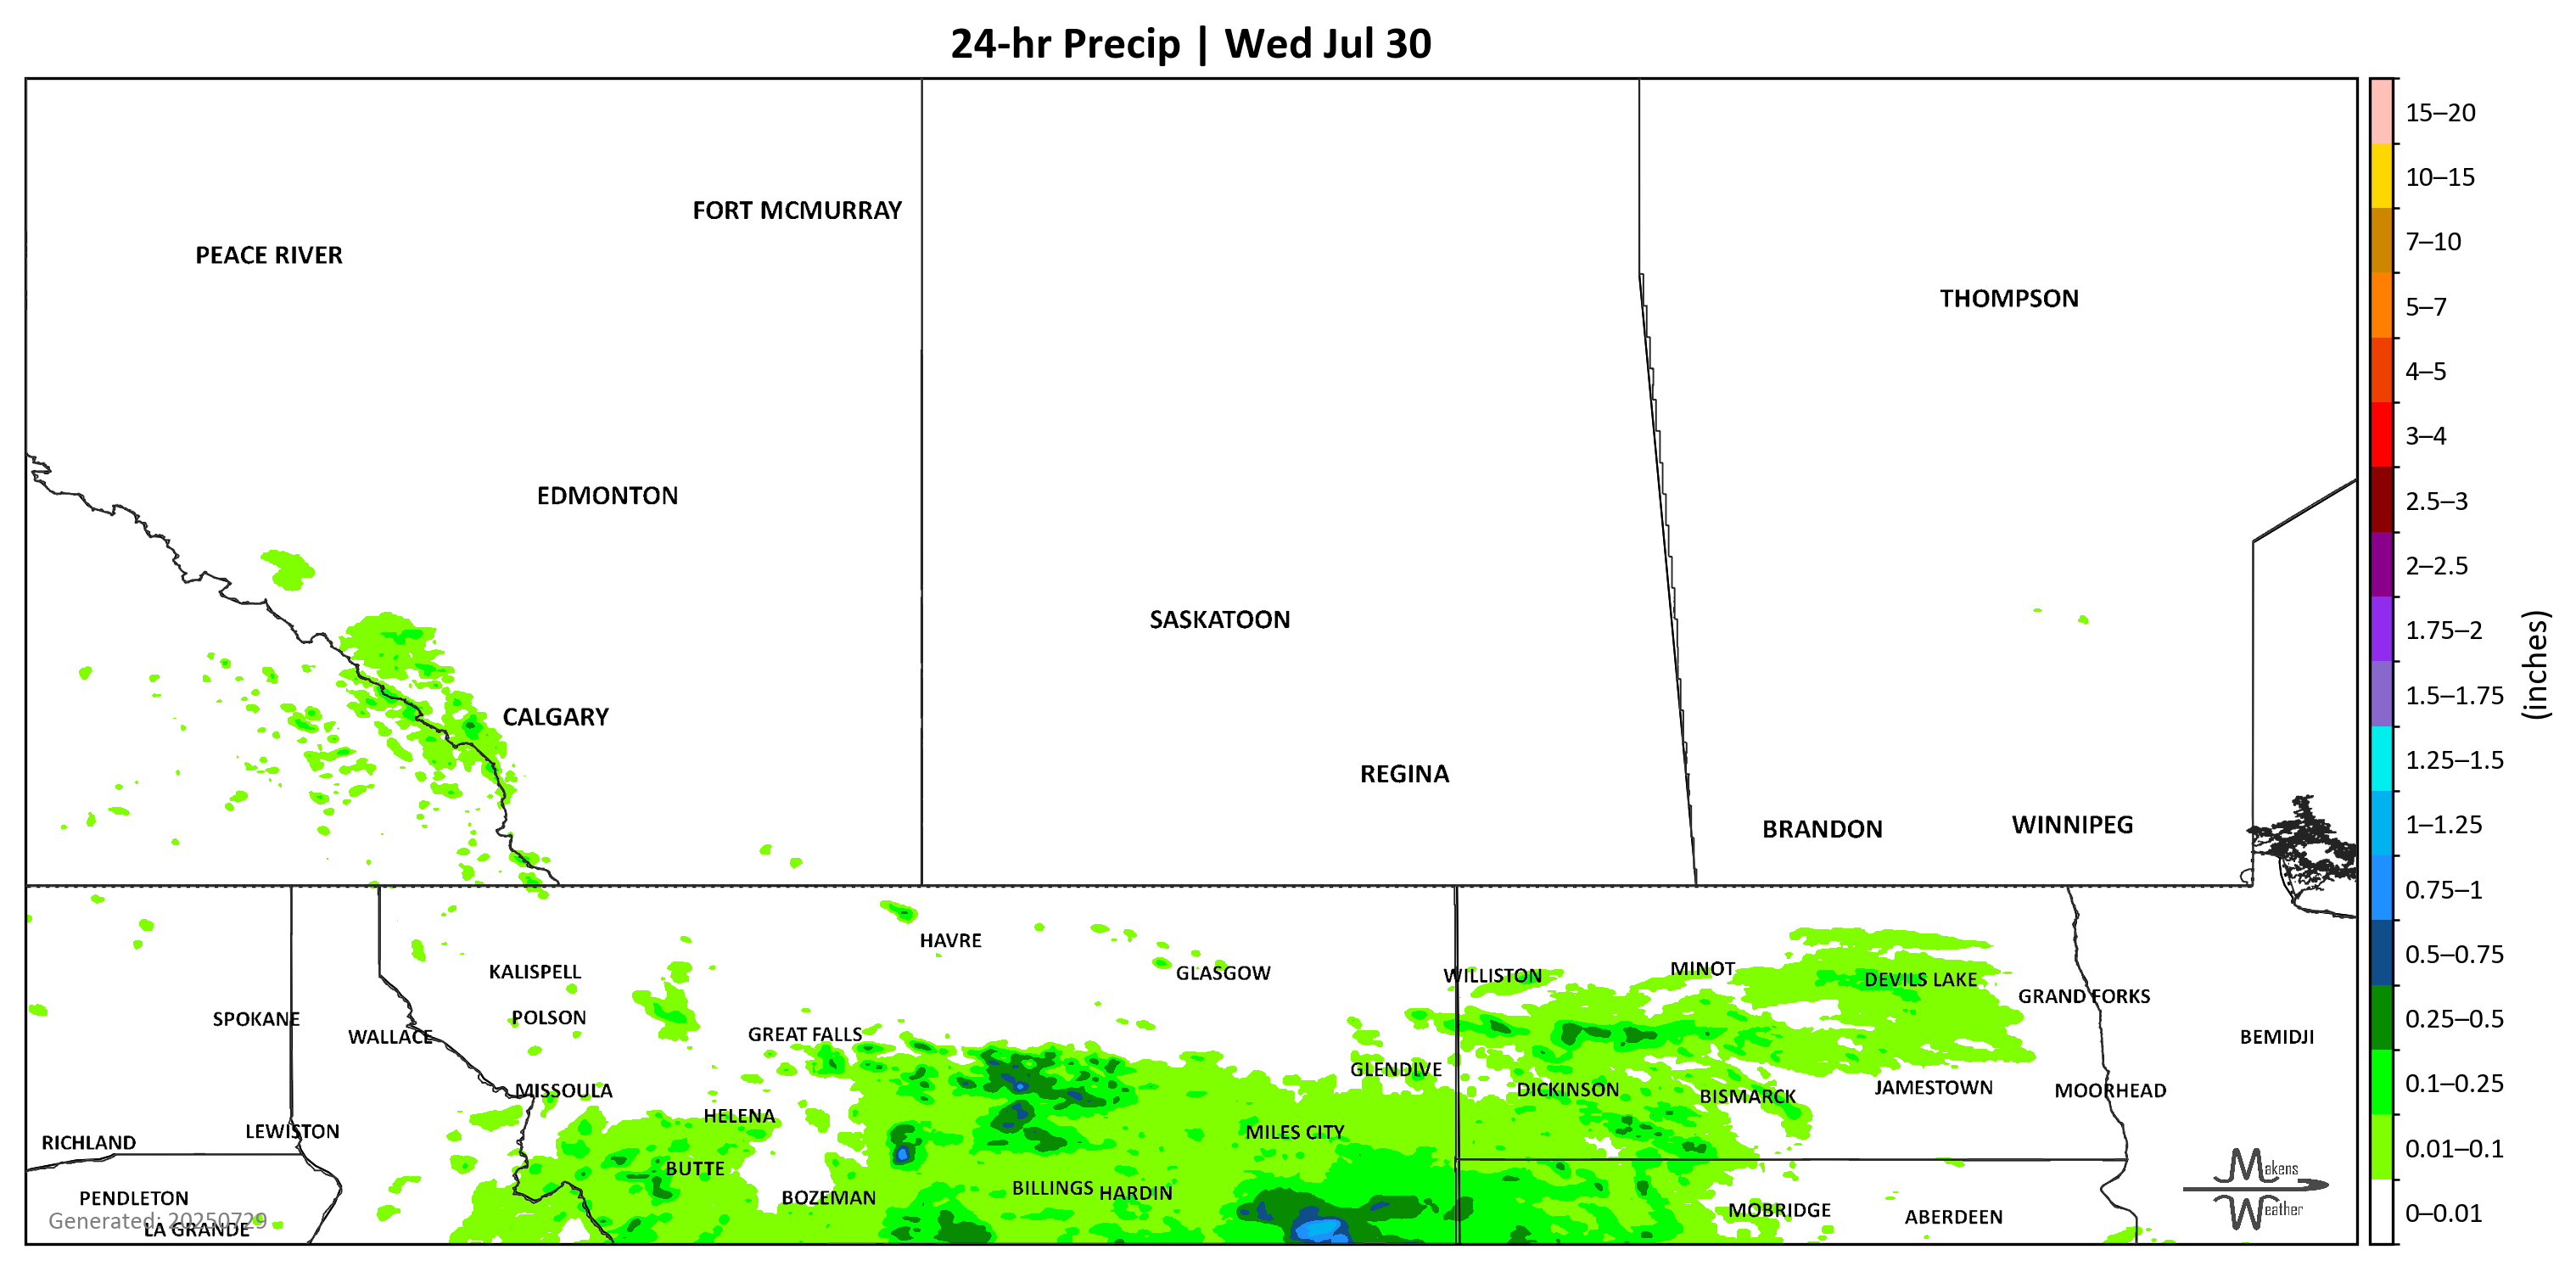 24-hr Precip | Wed Jul 30
FORT MCMURRAY
PEACE RIVER
THOMPSON
EDMONTON
SASKATOON
CALGARY
REGINA
BRANDON
WINNIPEG
HAVRE
KALISPELL
GLASGOW
WILLISTON
MINOT
DEVILS LAKE
GRAND FORKS
SPOKANE
POLSON
WALLACE
GREAT FALLS
BEMIDJI
GLENDIVE
MISSOULA
DICKINSON
BISMARCK
JAMESTOWN
MOORHEAD
HELENA
RICHLAND
LEWISTON
MILES CITY
BUTTE
PENDLETON
BOZEMAN
BILLINGS
HARDIN
MOBRIDGE
ABERDEEN
Generated: 20250729
LA GRANDE
Makens
Weather
15–20
10–15
7–10
5–7
4–5
3–4
2.5–3
2–2.5
1.75–2
1.5–1.75
1.25–1.5
1–1.25
0.75–1
0.5–0.75
0.25–0.5
0.1–0.25
0.01–0.1
0–0.01
(inches)